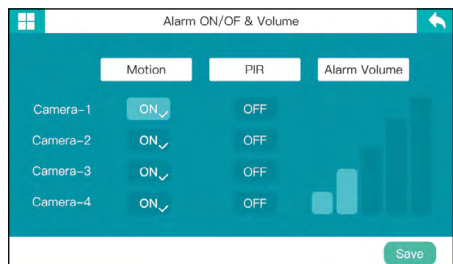 Alarm ON/OF & Volume
Motion PIR Alarm Volume
Camera-1 ON OFF
Camera-2 ON OFF
Camera-3 ON OFF
Camera-4 ON OFF
Save